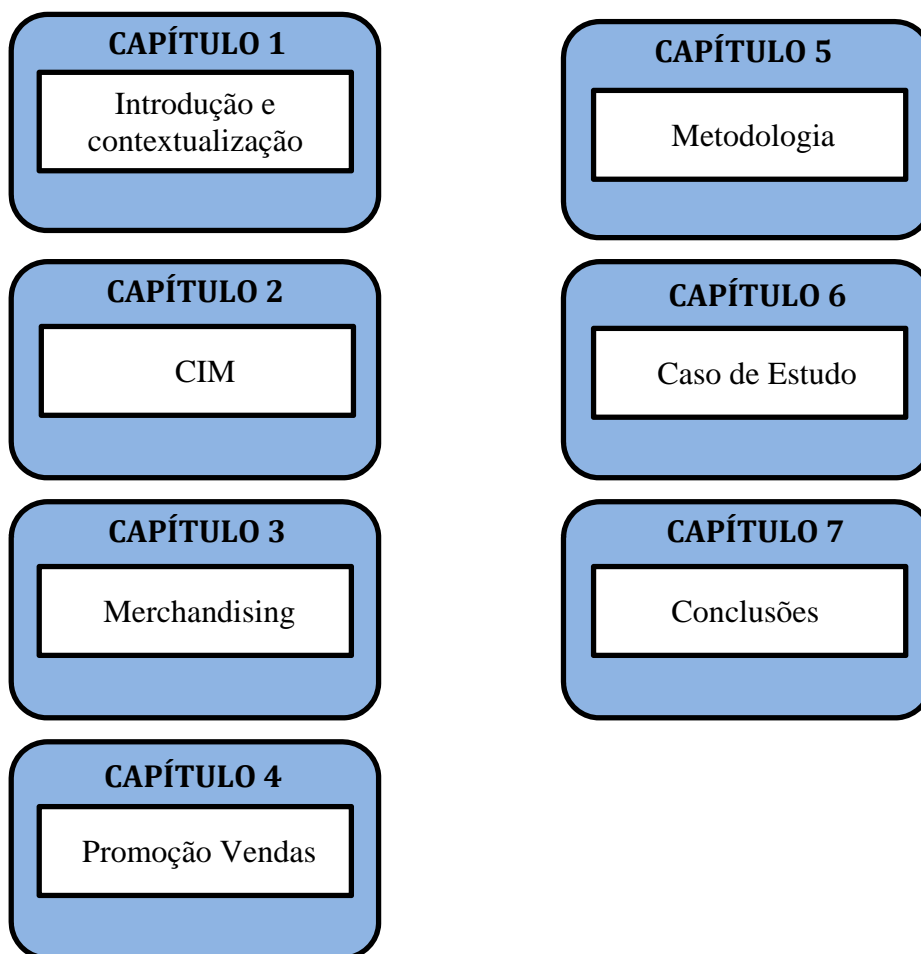 CAPÍTULO 1
Introdução e
contextualização
CAPÍTULO 2
CIM
CAPÍTULO 3
Merchandising
CAPÍTULO 4
Promoção Vendas
CAPÍTULO 5
Metodologia
CAPÍTULO 6
Caso de Estudo
CAPÍTULO 7
Conclusões